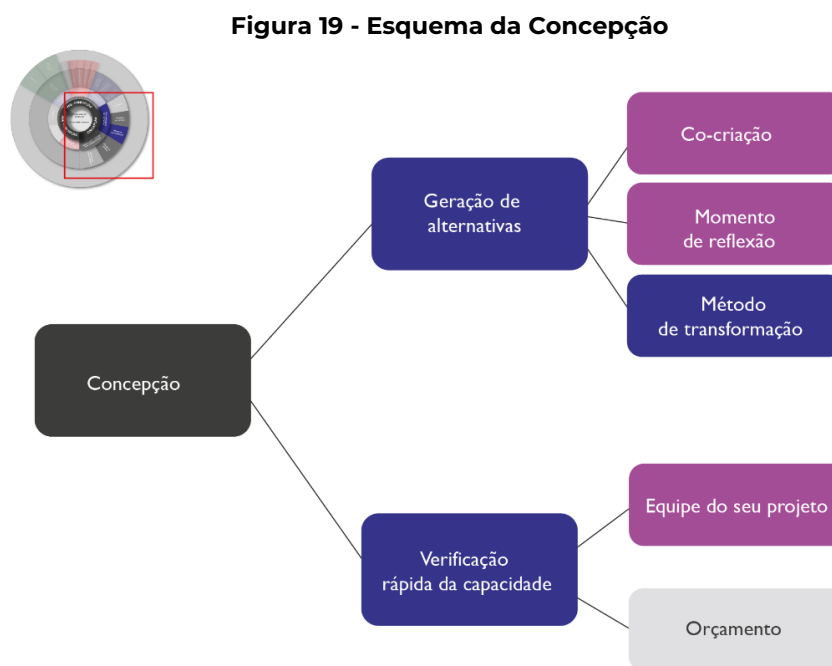 Figura 19 - Esquema da Concepção
Co-criação
Geração de
alternativas
Momento
de reflexão
Método
de transformação
Concepção
Equipe do seu projeto
Verificação
rápida da capacidade
Orçamento